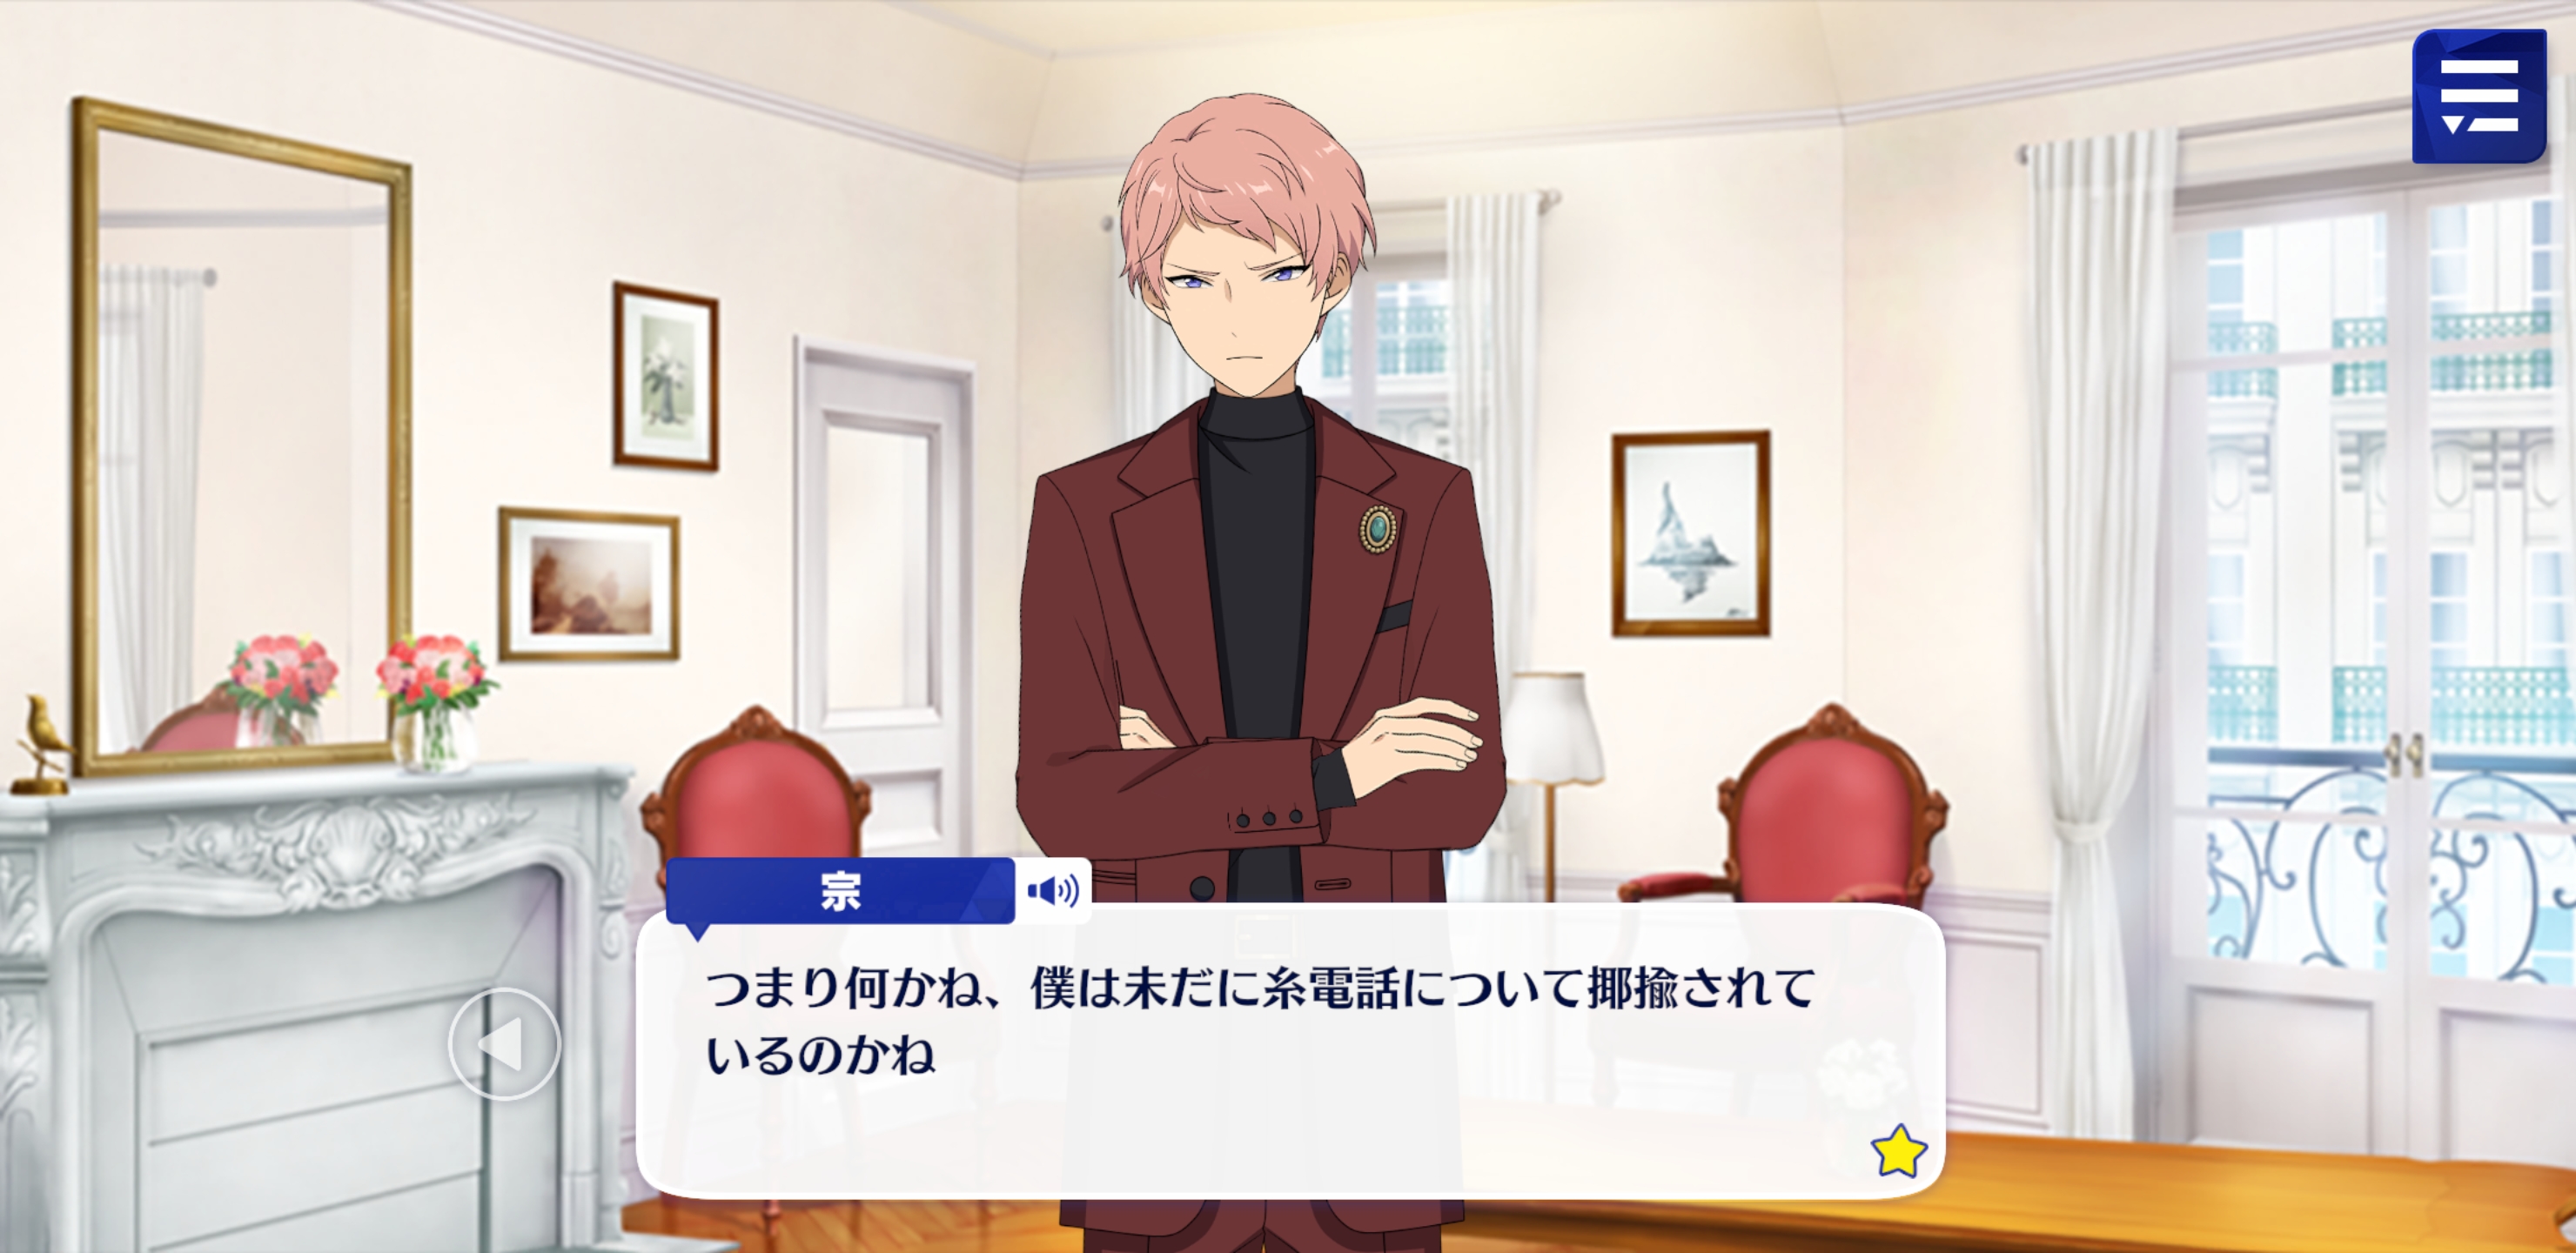 宗
つまり何かね、僕は未だに糸電話について揶揄されて
いるのかね